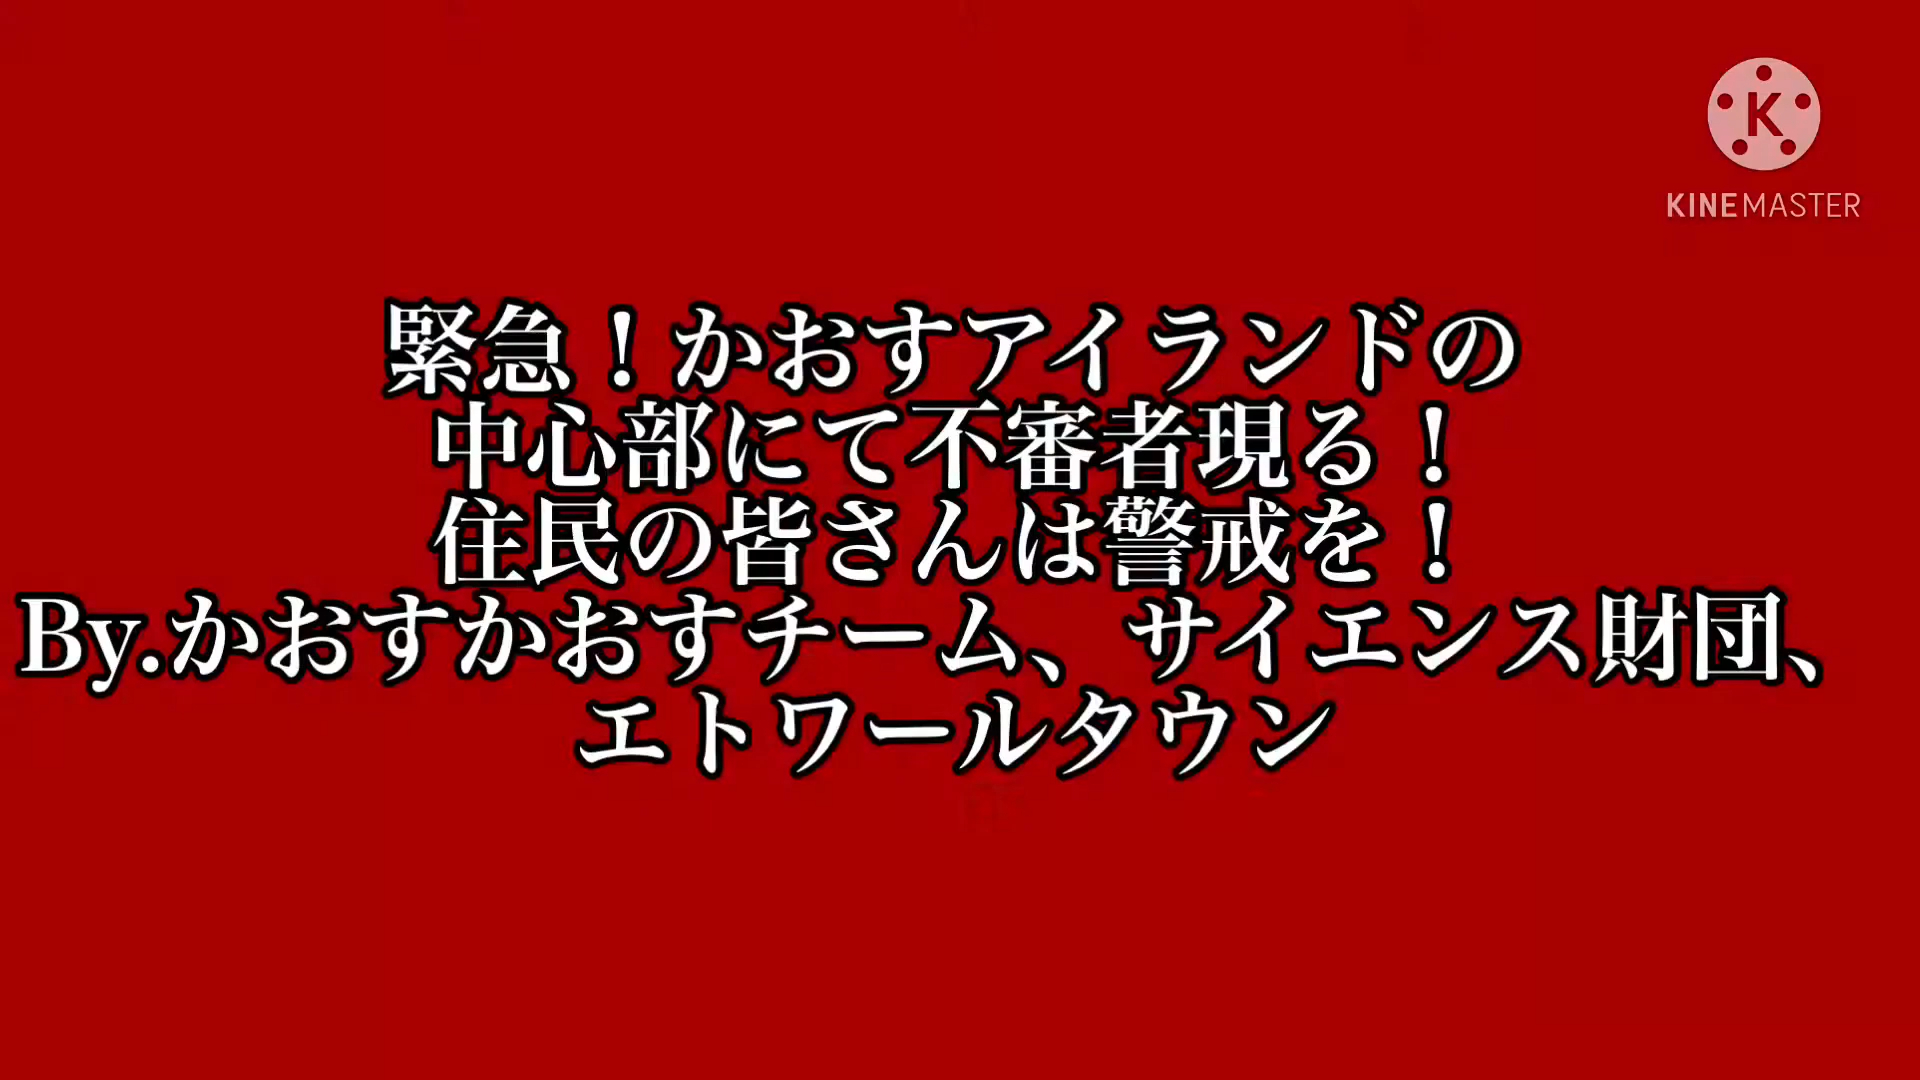 K
KINEMASTER
緊急！かおすアイランドの
中心部にて不審者現る！
住民の皆さんは警戒を！
By.かおすかおすチーム、サイエンス財団、
エトワールタウン